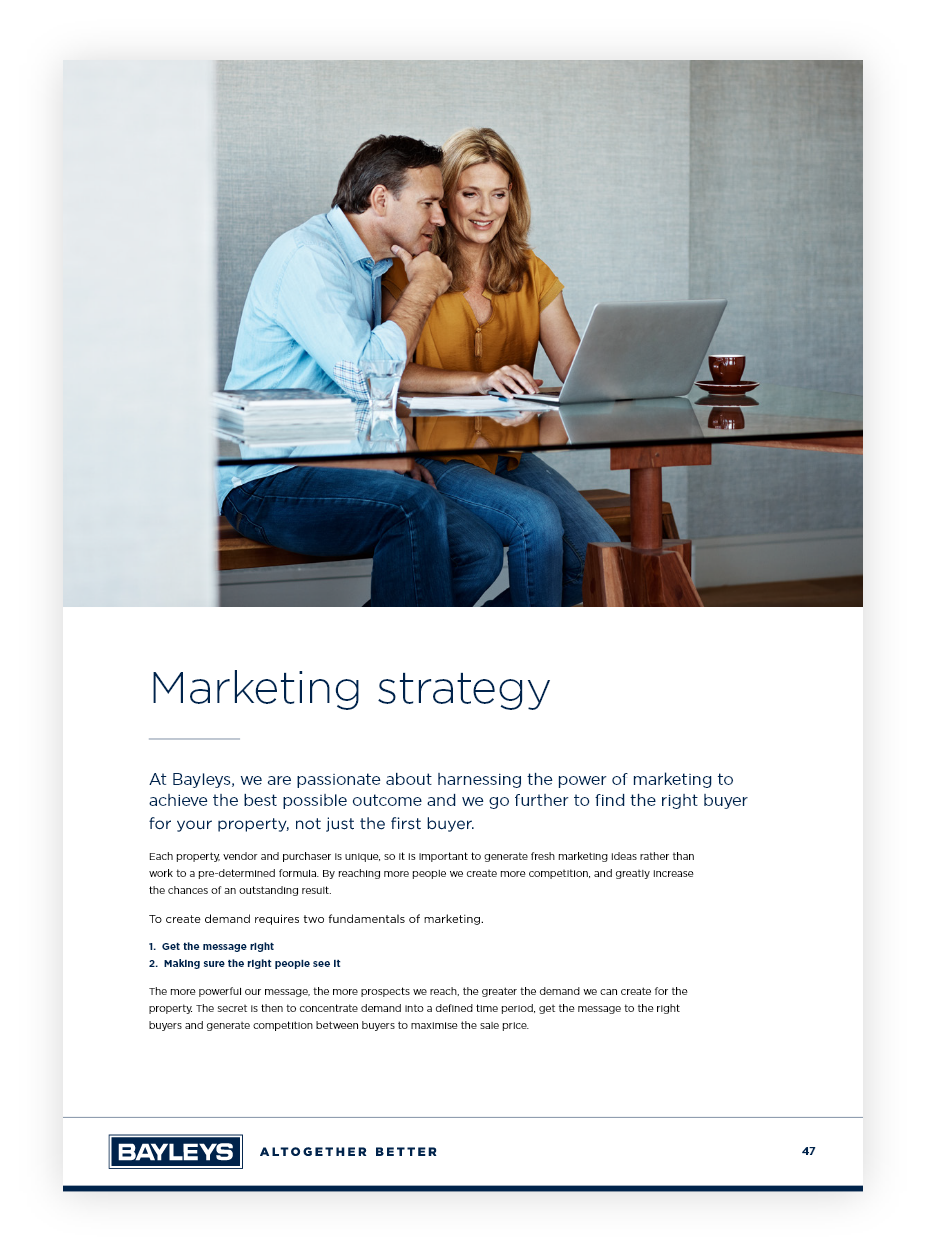 Marketing strategy
At Bayleys, we are passionate about harnessing the power of marketing to
achieve the best possible outcome and we go further to find the right buyer
for your property, not just the first buyer.
Each property, vendor and purchaser is unique, so it is important to generate fresh marketing ideas rather than
work to a pre-determined formula. By reaching more people we create more competition, and greatly increase
the chances of an outstanding result.
To create demand requires two fundamentals of marketing.
1. Get the message right
2. Making sure the right people see it
The more powerful our message, the more prospects we reach, the greater the demand we can create for the
property. The secret is then to concentrate demand into a defined time period, get the message to the right
buyers and generate competition between buyers to maximise the sale price.
BAYLEYS ALTOGETHER BETTER 47